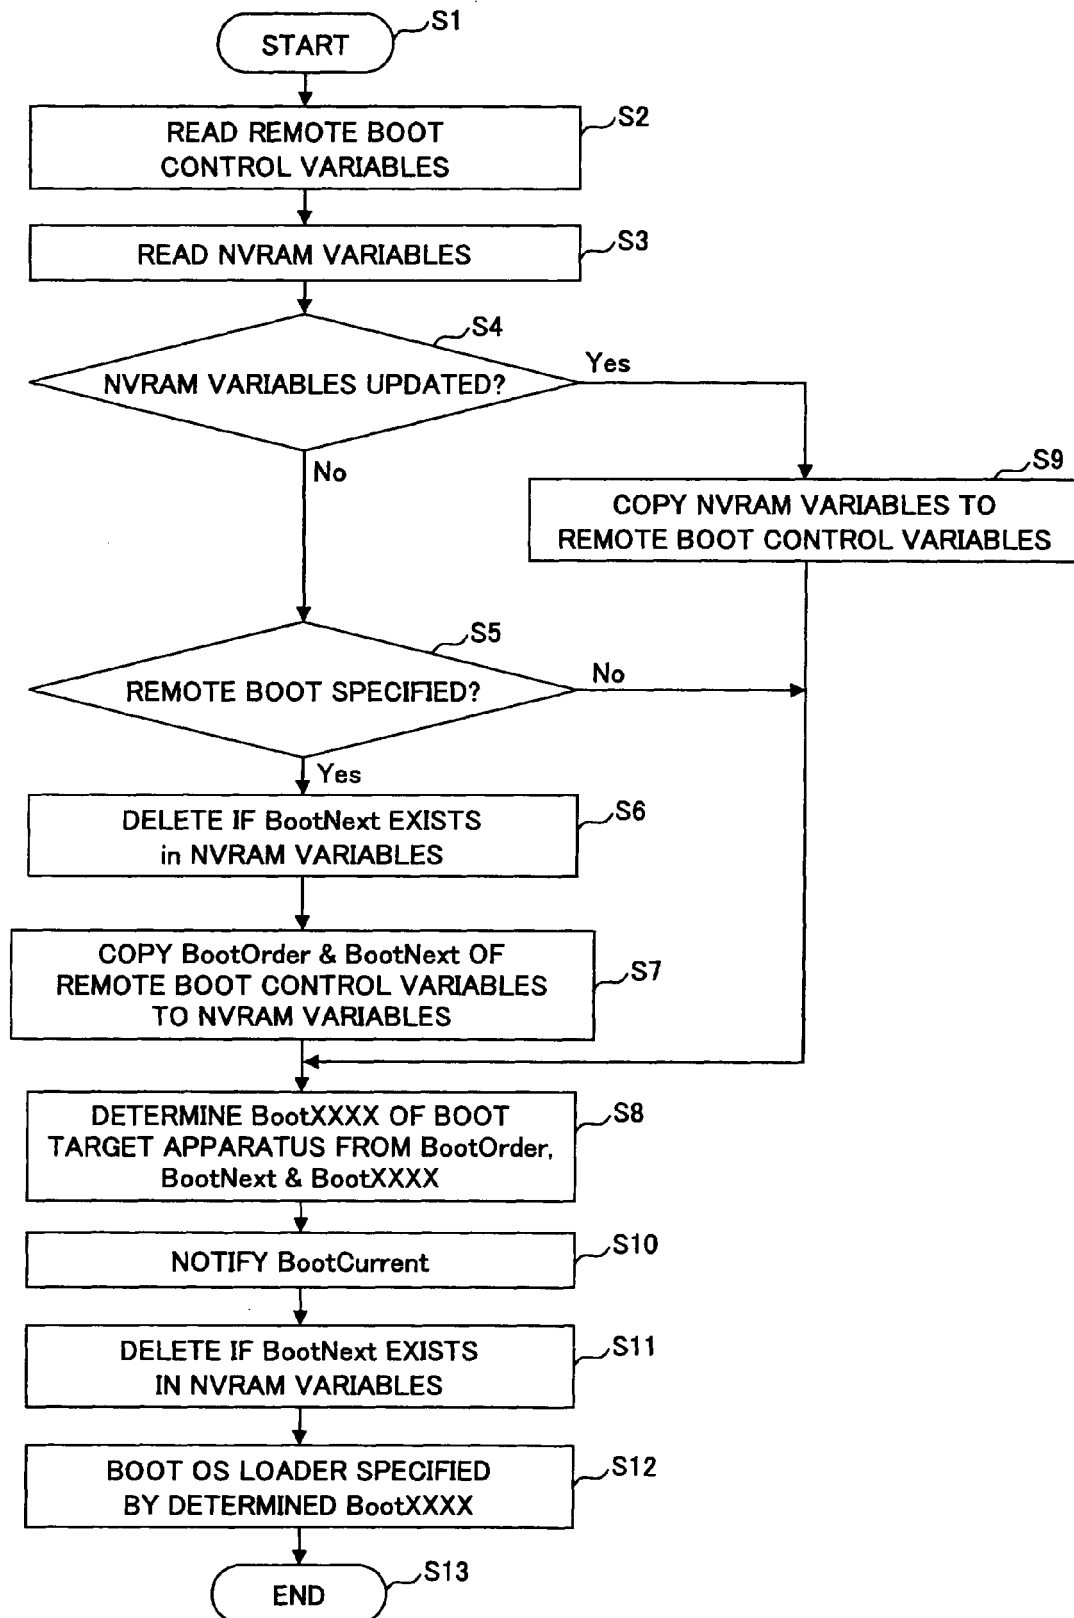 START
S1
READ REMOTE BOOT
CONTROL VARIABLES
S2
READ NVRAM VARIABLES
S3
NVRAM VARIABLES UPDATED?
S4
Yes
No
COPY NVRAM VARIABLES TO
REMOTE BOOT CONTROL VARIABLES
S9
REMOTE BOOT SPECIFIED?
S5
No
Yes
DELETE IF BootNext EXISTS
in NVRAM VARIABLES
S6
COPY BootOrder & BootNext OF
REMOTE BOOT CONTROL VARIABLES
TO NVRAM VARIABLES
S7
DETERMINE BootXXXX OF BOOT
TARGET APPARATUS FROM BootOrder,
BootNext & BootXXXX
S8
NOTIFY BootCurrent
S10
DELETE IF BootNext EXISTS
IN NVRAM VARIABLES
S11
BOOT OS LOADER SPECIFIED
BY DETERMINED BootXXXX
S12
END
S13